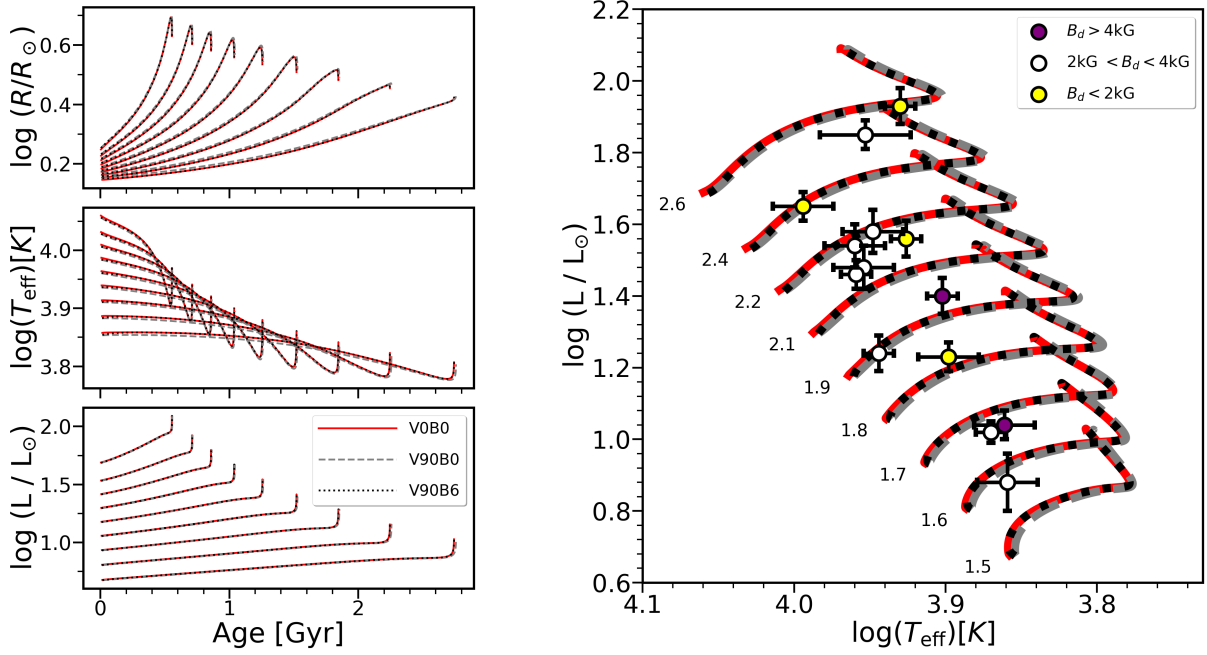 log (R/R⊙)
0.6
0.4
0.2
log(Teff)[K]
4.0
3.9
3.8
log (L / L⊙)
2.0
1.5
1.0
V0B0
V90B0
V90B6
0
1
2
Age [Gyr]
log (L / L⊙)
2.2
2.0
1.8
1.6
1.4
1.2
1.0
0.8
0.6
Bd > 4kG
2kG < Bd < 4kG
Bd < 2kG
2.6
2.4
2.2
2.1
1.9
1.8
1.7
1.6
1.5
4.1
4.0
3.9
3.8
log(Teff)[K]